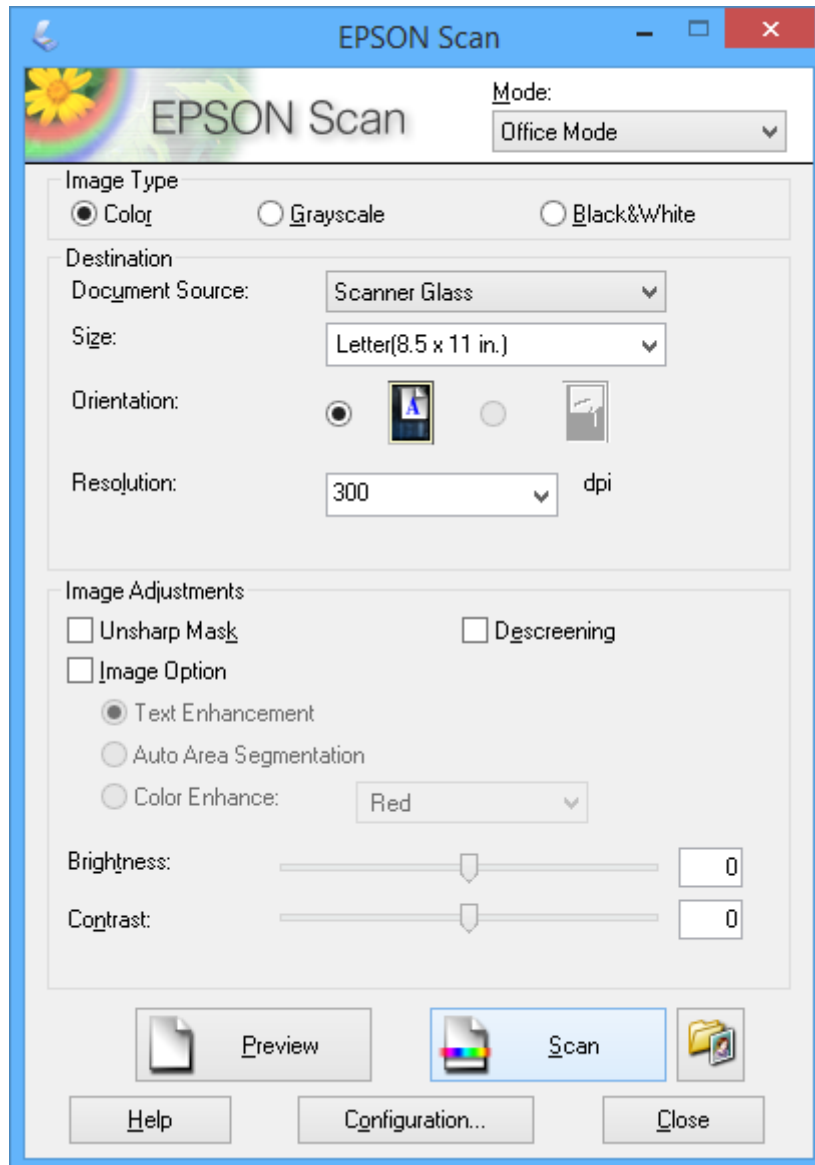 EPSON Scan
EPSON Scan
Mode:
Office Mode
Image Type
Color Grayscale Black&White
Destination
Document Source: Scanner Glass
Size: Letter(8.5 x 11 in.)
Orientation: A
Resolution: 300 dpi
Image Adjustments
Unsharp Mask Descreening
Image Option
Text Enhancement
Auto Area Segmentation
Color Enhance: Red
Brightness: 0
Contrast: 0
Preview Scan
Help Configuration... Close